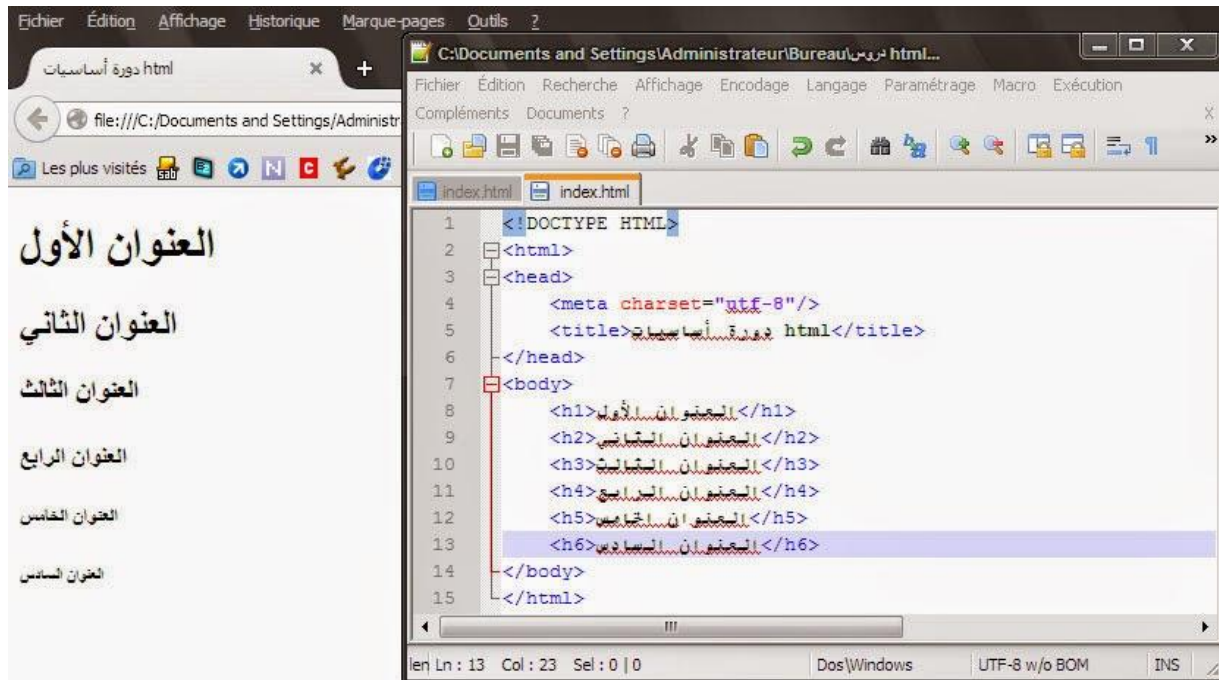 Fichier Édition Affichage Historique Marque-pages Outils ?
دورة أساسيات html
file:///C:/Documents and Settings/Administr
Les plus visités
العنوان الأول
العنوان الثاني
العنوان الثالث
العنوان الرابع
العنوان الخامس
العنوان السادس
C:\Documents and Settings\Administrateur\Bureau\دروس html...
Fichier Édition Recherche Affichage Encodage Langage Paramétrage Macro Exécution
Compléments Documents ? X
index.html index.html
1 <!DOCTYPE HTML>
2 <html>
3 <head>
4 <meta charset="utf-8"/>
5 <title>دورة أساسيات html</title>
6 </head>
7 <body>
8 <h1>العنوان الأول</h1>
9 <h2>العنوان الثاني</h2>
10 <h3>العنوان الثالث</h3>
11 <h4>العنوان الرابع</h4>
12 <h5>العنوان الخامس</h5>
13 <h6>العنوان السادس</h6>
14 </body>
15 </html>
len Ln : 13 Col : 23 Sel : 0 | 0 Dos\Windows UTF-8 w/o BOM INS